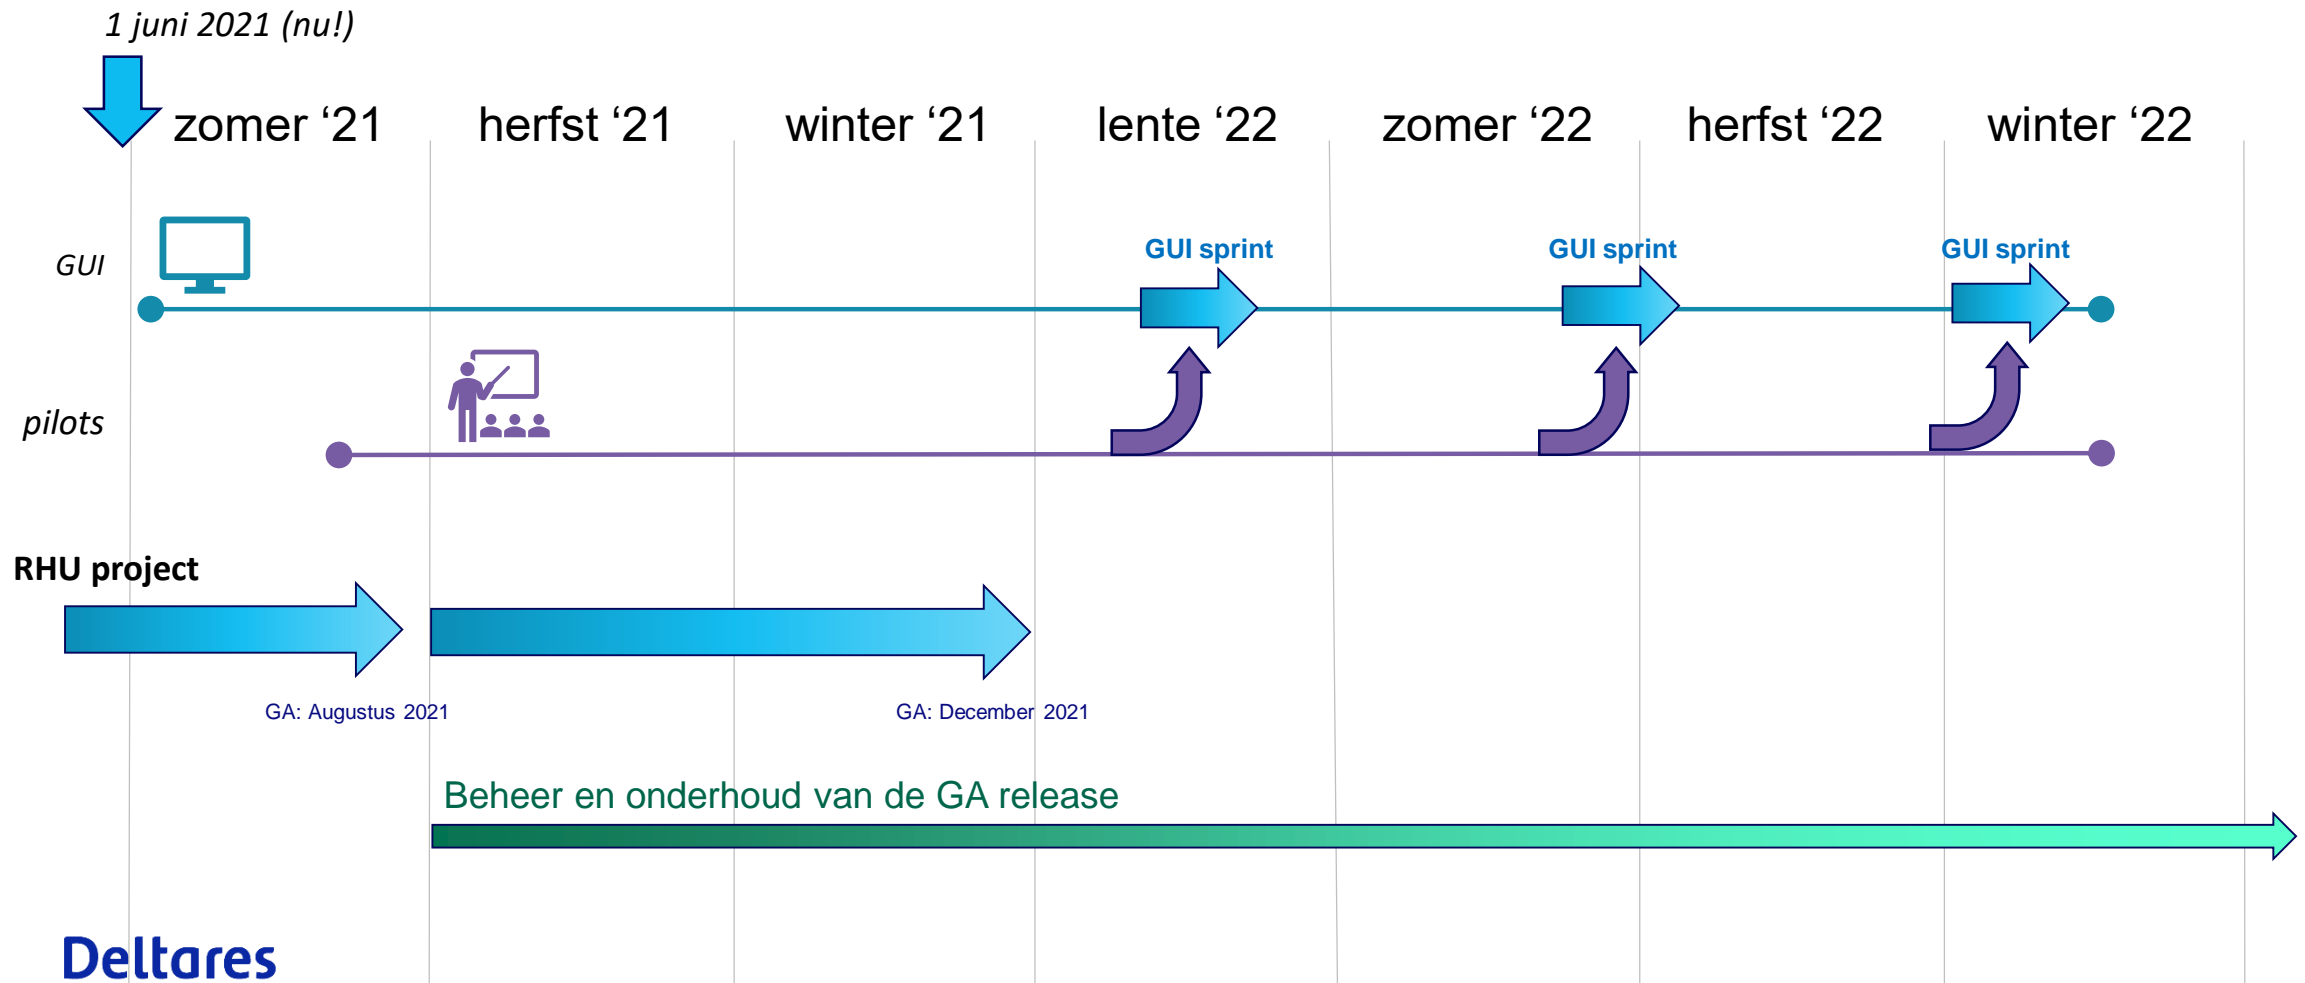 1 juni 2021 (nu!)
zomer ‘21
herfst ‘21
winter ‘21
lente ‘22
zomer ‘22
herfst ‘22
winter ‘22
GUI
GUI sprint
GUI sprint
GUI sprint
pilots
RHU project
GA: Augustus 2021
GA: December 2021
Beheer en onderhoud van de GA release
Deltares